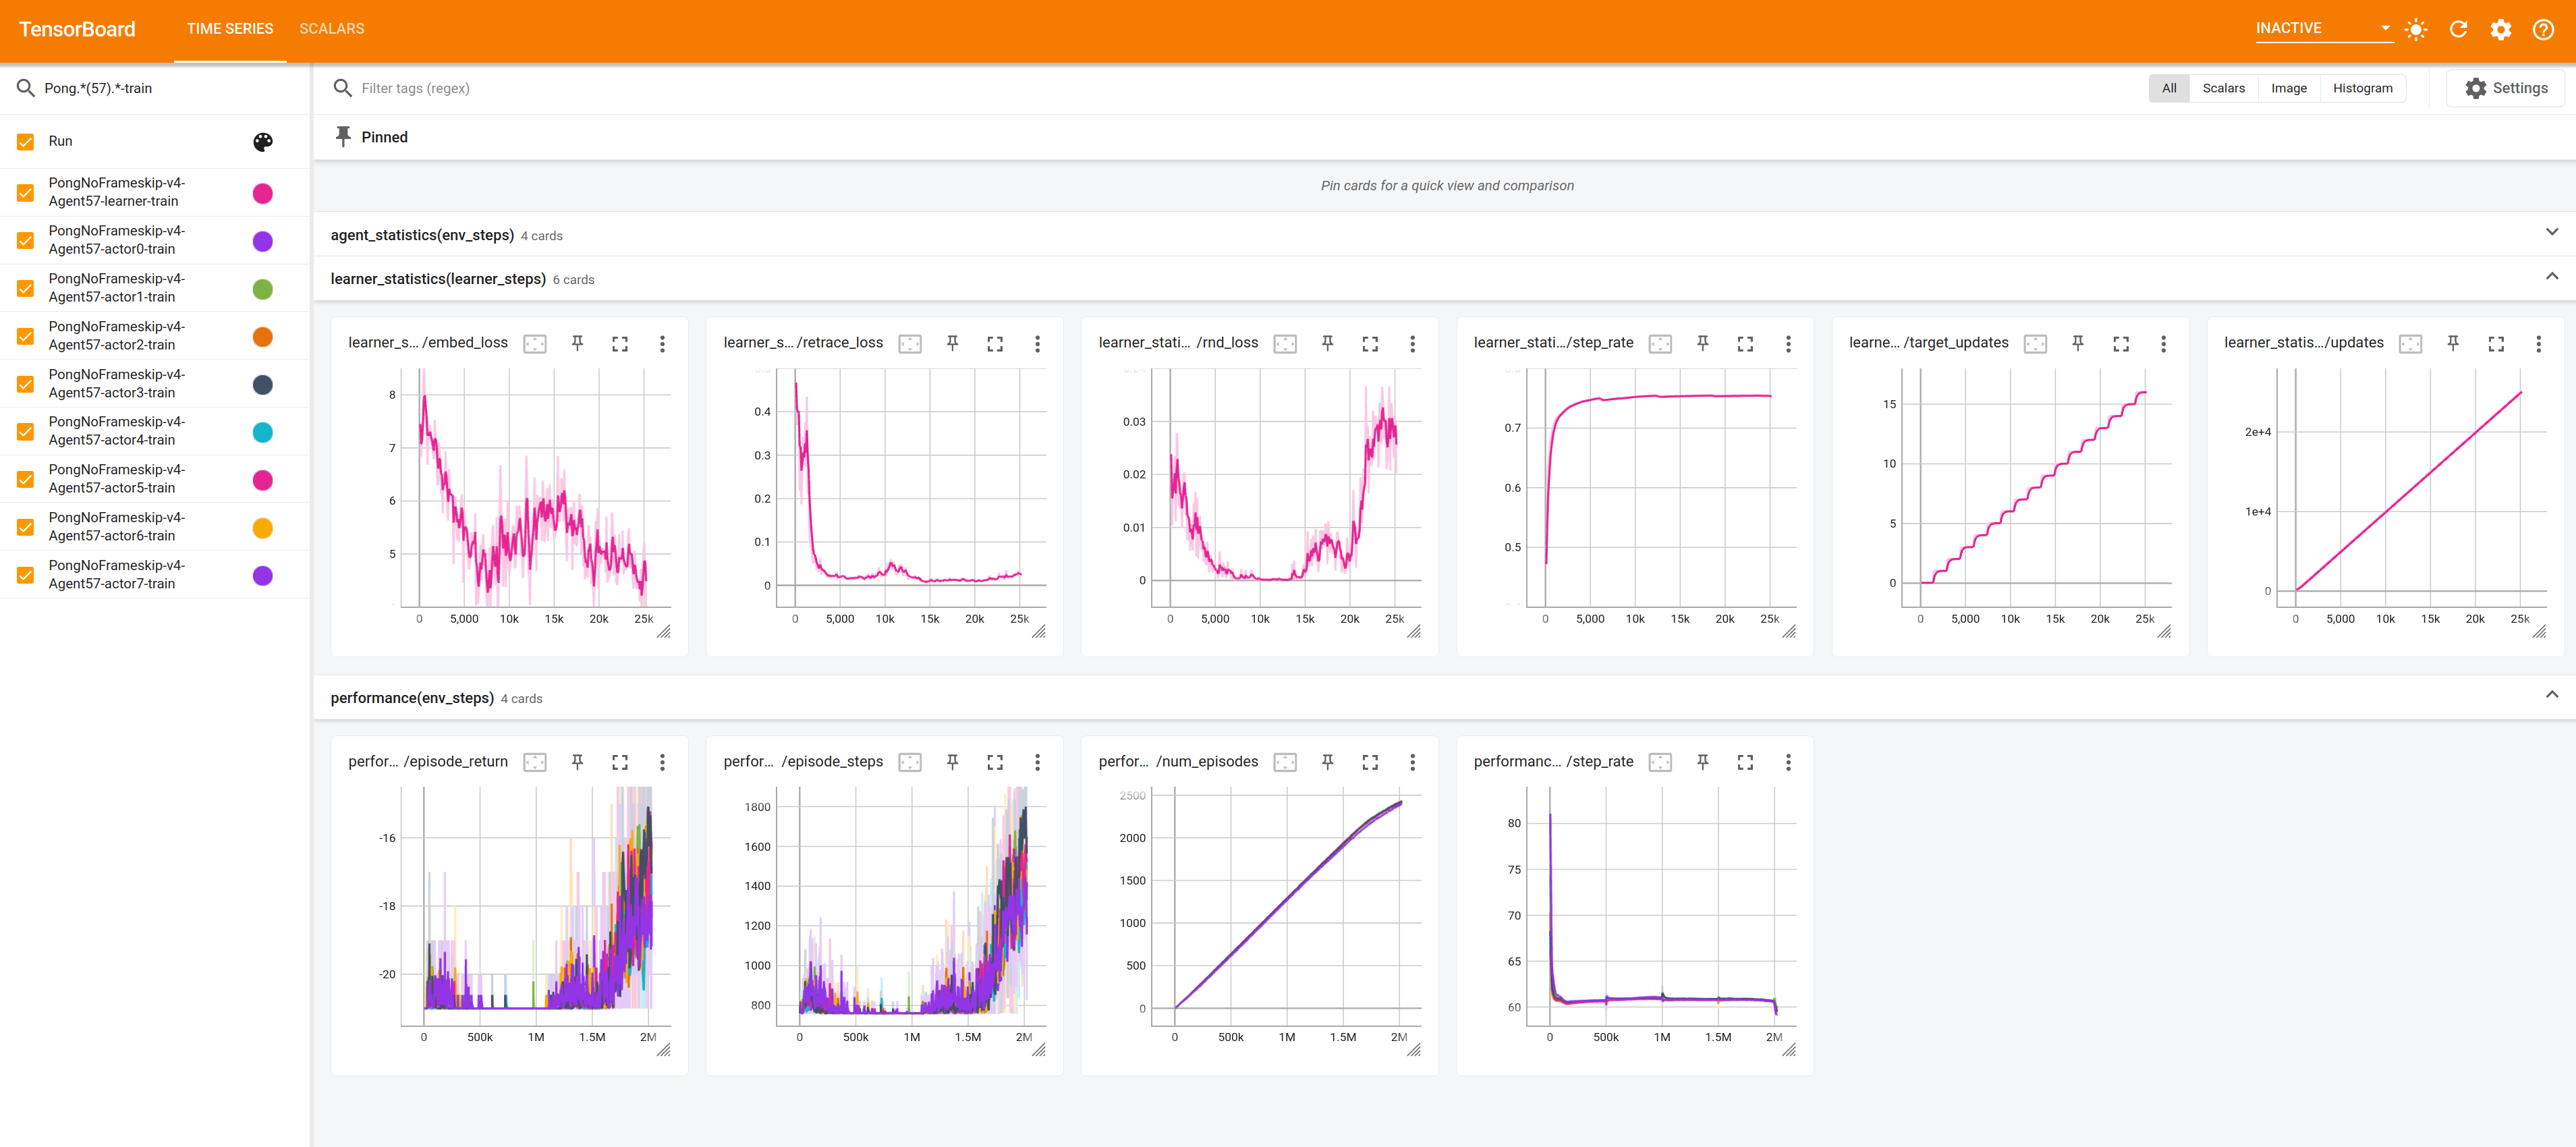 TensorBoard TIME SERIES SCALARS INACTIVE
Pong.*(57).*-train
Filter tags (regex)
All Scalars Image Histogram
Settings
Run
PongNoFrameskip-v4-
Agent57-learner-train
PongNoFrameskip-v4-
Agent57-actor0-train
PongNoFrameskip-v4-
Agent57-actor1-train
PongNoFrameskip-v4-
Agent57-actor2-train
PongNoFrameskip-v4-
Agent57-actor3-train
PongNoFrameskip-v4-
Agent57-actor4-train
PongNoFrameskip-v4-
Agent57-actor5-train
PongNoFrameskip-v4-
Agent57-actor6-train
PongNoFrameskip-v4-
Agent57-actor7-train
Pinned
Pin cards for a quick view and comparison
agent_statistics(env_steps) 4 cards
learner_statistics(learner_steps) 6 cards
learner_s... /embed_loss
8
7
6
5
0 5,000 10k 15k 20k 25k
learner_s... /retrace_loss
0.4
0.3
0.2
0.1
0
0 5,000 10k 15k 20k 25k
learner_stati... /rnd_loss
0.03
0.02
0.01
0
0 5,000 10k 15k 20k 25k
learner_stati.../step_rate
0.7
0.6
0.5
0 5,000 10k 15k 20k 25k
learne... /target_updates
15
10
5
0
0 5,000 10k 15k 20k 25k
learner_statis.../updates
2e+4
1e+4
0
0 5,000 10k 15k 20k 25k
performance(env_steps) 4 cards
perfor... /episode_return
-16
-18
-20
0 500k 1M 1.5M 2M
perfor... /episode_steps
1800
1600
1400
1200
1000
800
0 500k 1M 1.5M 2M
perfor... /num_episodes
2500
2000
1500
1000
500
0
0 500k 1M 1.5M 2M
performanc... /step_rate
80
75
70
65
60
0 500k 1M 1.5M 2M